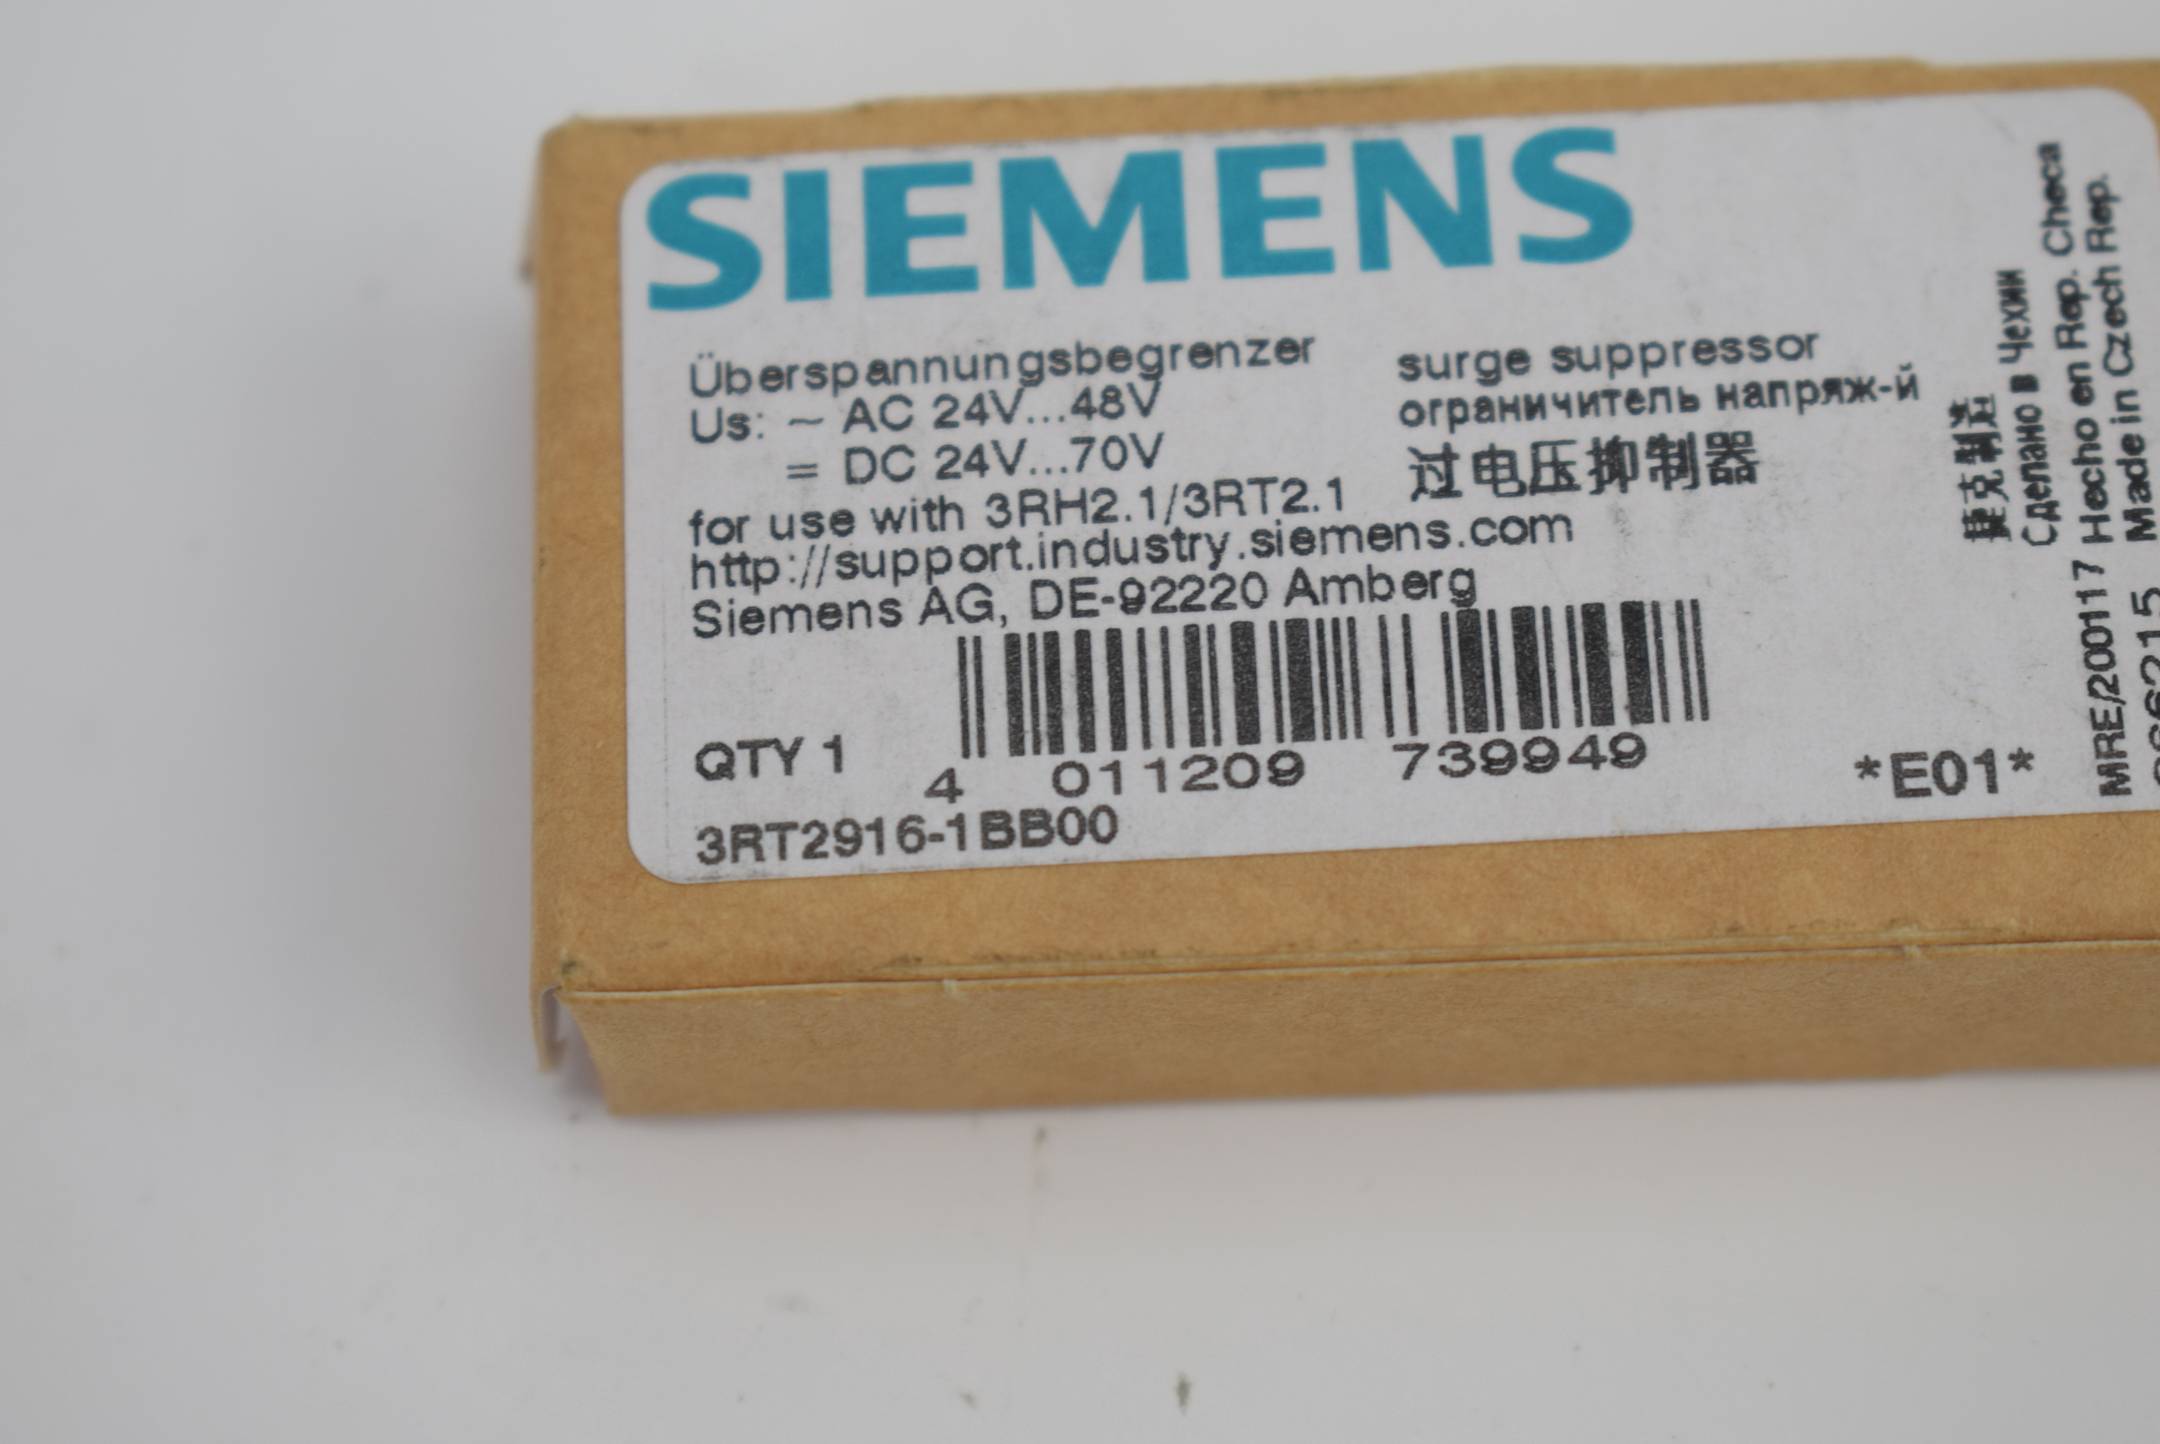 SIEMENS
Überspannungsbegrenzer
Us: ~ AC 24V...48V
= DC 24V...70V
for use with 3RH2.1/3RT2.1
http://support.industry.siemens.com
Siemens AG, DE-92220 Amberg
surge suppressor
ограничитель напряж-й
过电压抑制器
QTY 1
4 011209 739949
3RT2916-1BB00
*E01*
捷克制造
Сделано в Чехии
Hecho en Rep. Checa
Made in Czech Rep.
MRE/200117